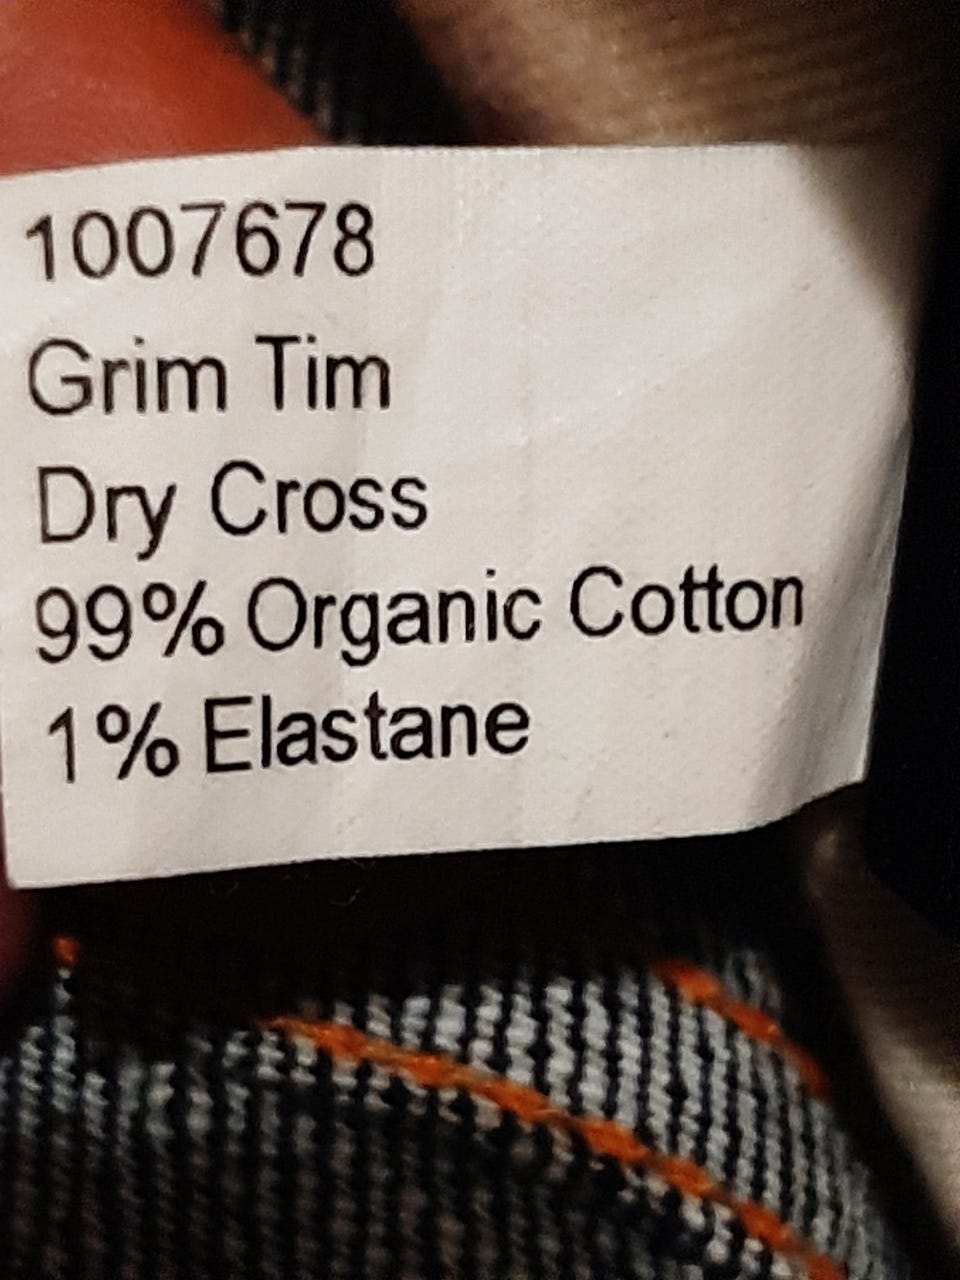 1007678
Grim Tim
Dry Cross
99% Organic Cotton
1% Elastane